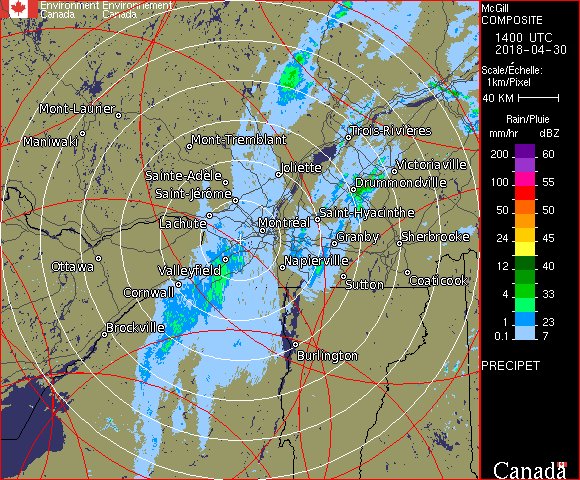 Environment Environnement
Canada Canada
McGill
COMPOSITE
1400 UTC
2018-04-30
Scale/Échelle:
1km/Pixel
40 KM
Rain/Pluie
mm/hr dBZ
200 60
100 55
50 50
24 45
12 40
4 33
1 23
0.1 7
PRECIPET
Canada
Mont-Laurier
Maniwaki
Mont-Tremblant
Trois-Rivières
Joliette
Victoriaville
Sainte-Adèle
Drummondville
Saint-Jérôme
Lachute
Saint-Hyacinthe
Montréal
Granby
Sherbrooke
Ottawa
Valleyfield
Napierville
Cornwall
Sutton
Coaticook
Brockville
Burlington